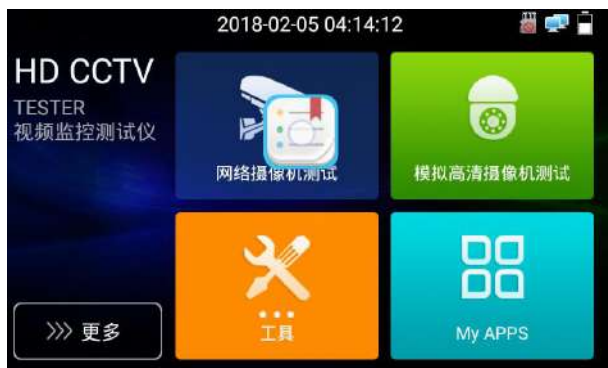 2018-02-05 04:14:12
HD CCTV
TESTER
视频监控测试仪
网络摄像机测试
模拟高清摄像机测试
工具
My APPS
>>> 更多